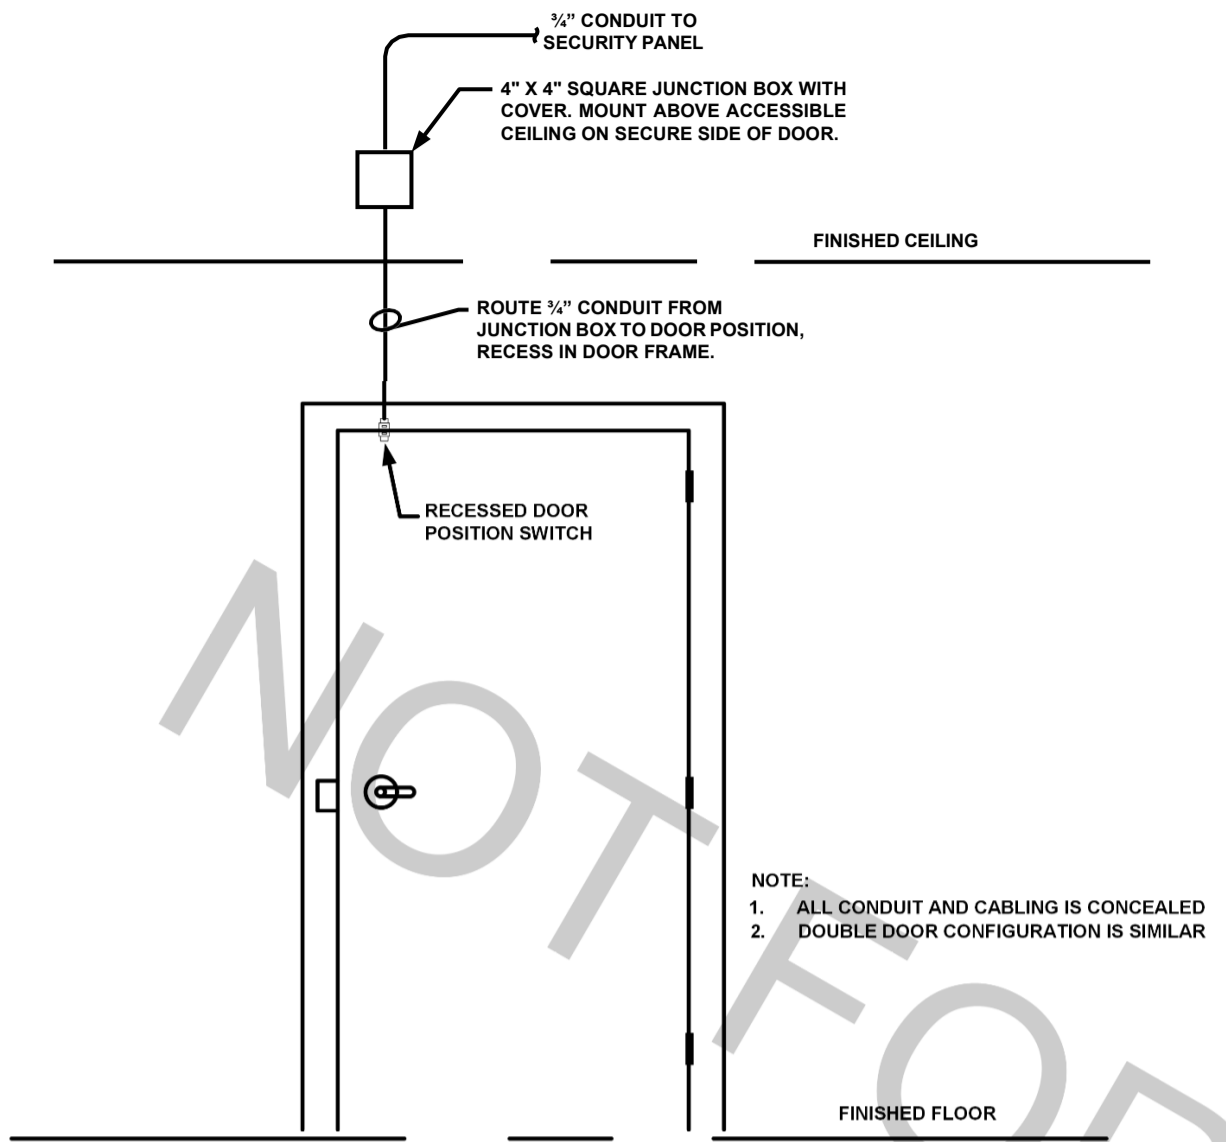 ¾” CONDUIT TO
SECURITY PANEL
4" X 4" SQUARE JUNCTION BOX WITH
COVER. MOUNT ABOVE ACCESSIBLE
CEILING ON SECURE SIDE OF DOOR.
FINISHED CEILING
ROUTE ¾” CONDUIT FROM
JUNCTION BOX TO DOOR POSITION,
RECESS IN DOOR FRAME.
RECESSED DOOR
POSITION SWITCH
NOTE:
1. ALL CONDUIT AND CABLING IS CONCEALED
2. DOUBLE DOOR CONFIGURATION IS SIMILAR
FINISHED FLOOR
NOT FOR